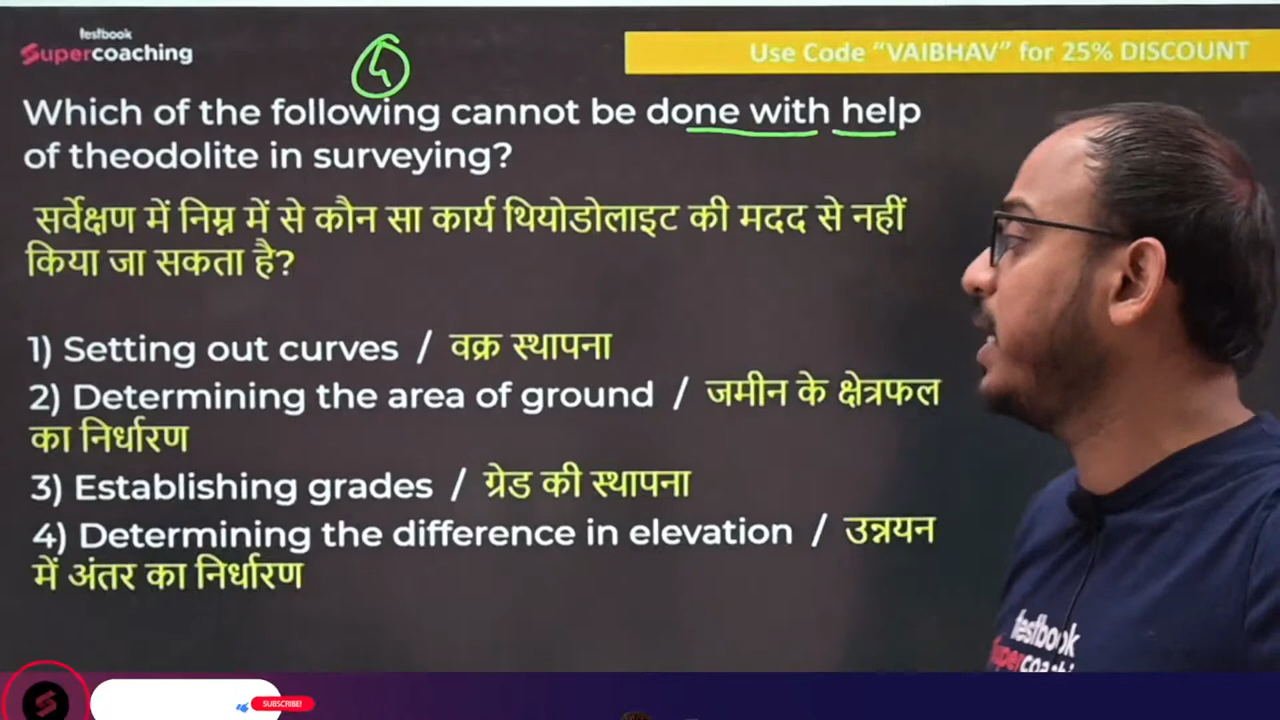 testbook
Supercoaching
Use Code “VAIBHAV” for 25% DISCOUNT
4
Which of the following cannot be done with help
of theodolite in surveying?
सर्वेक्षण में निम्न में से कौन सा कार्य थियोडोलाइट की मदद से नहीं
किया जा सकता है?
1) Setting out curves / वक्र स्थापना
2) Determining the area of ground / जमीन के क्षेत्रफल
का निर्धारण
3) Establishing grades / ग्रेड की स्थापना
4) Determining the difference in elevation / उन्नयन
में अंतर का निर्धारण
testbook
SUBSCRIBE!